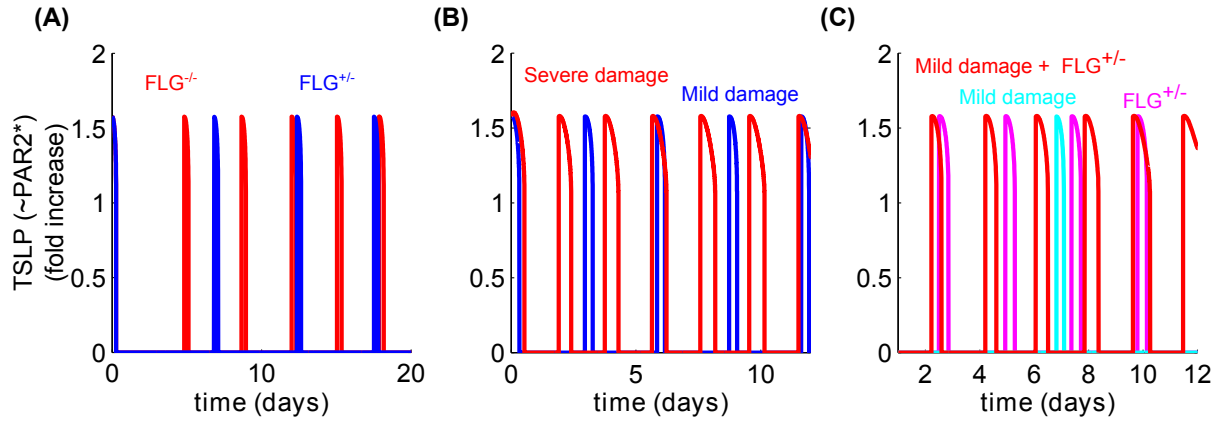 (A)
(B)
(C)
TSLP (~PAR2*)
(fold increase)
2
1.5
1
0.5
0
FLG-/-
FLG+/-
0
10
20
time (days)
2
1.5
1
0.5
0
Severe damage
Mild damage
0
5
10
time (days)
2
1.5
1
0.5
0
Mild damage + FLG+/-
Mild damage
FLG+/-
2
4
6
8
10
12
time (days)